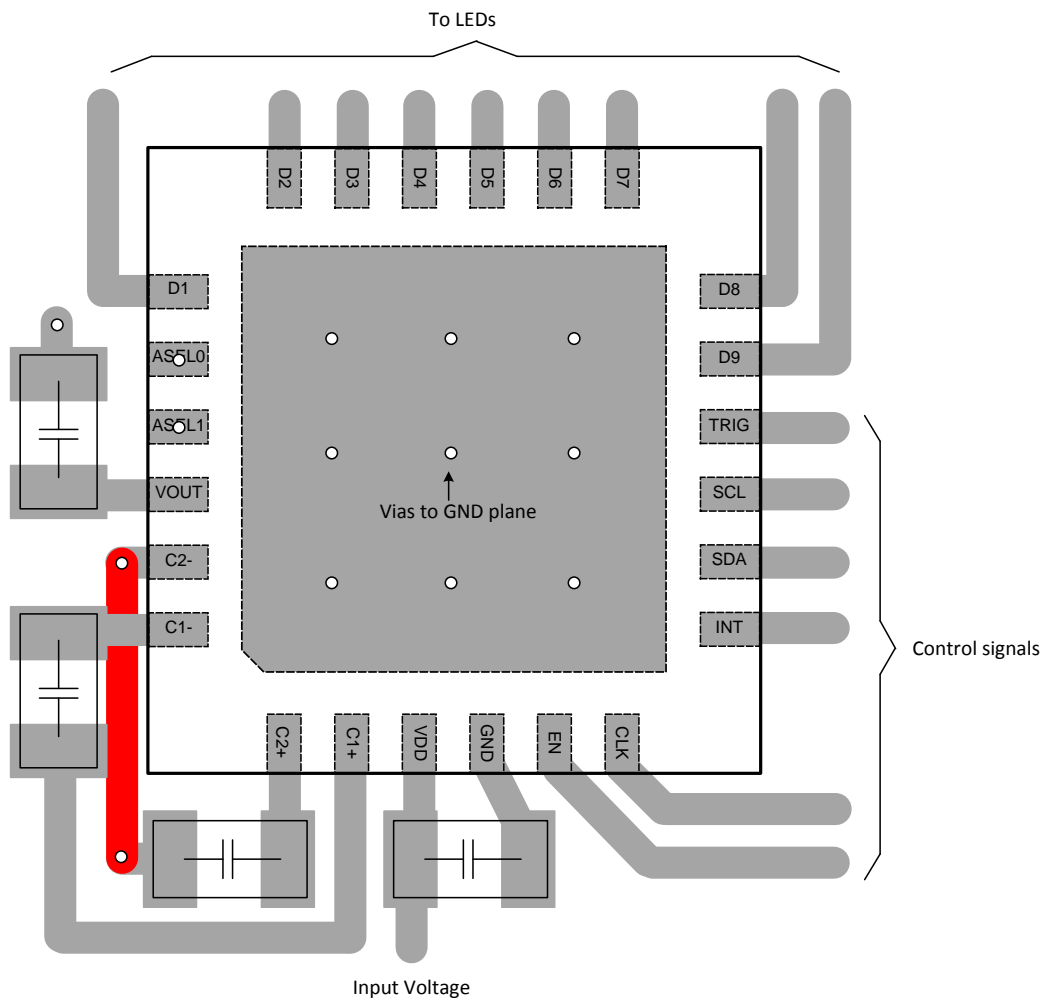 To LEDs
D2
D3
D4
D5
D6
D7
D1
D8
ASEL0
D9
ASEL1
TRIG
VOUT
SCL
Vias to GND plane
C2-
SDA
C1-
INT
Control signals
C2+
C1+
VDD
GND
EN
CLK
Input Voltage